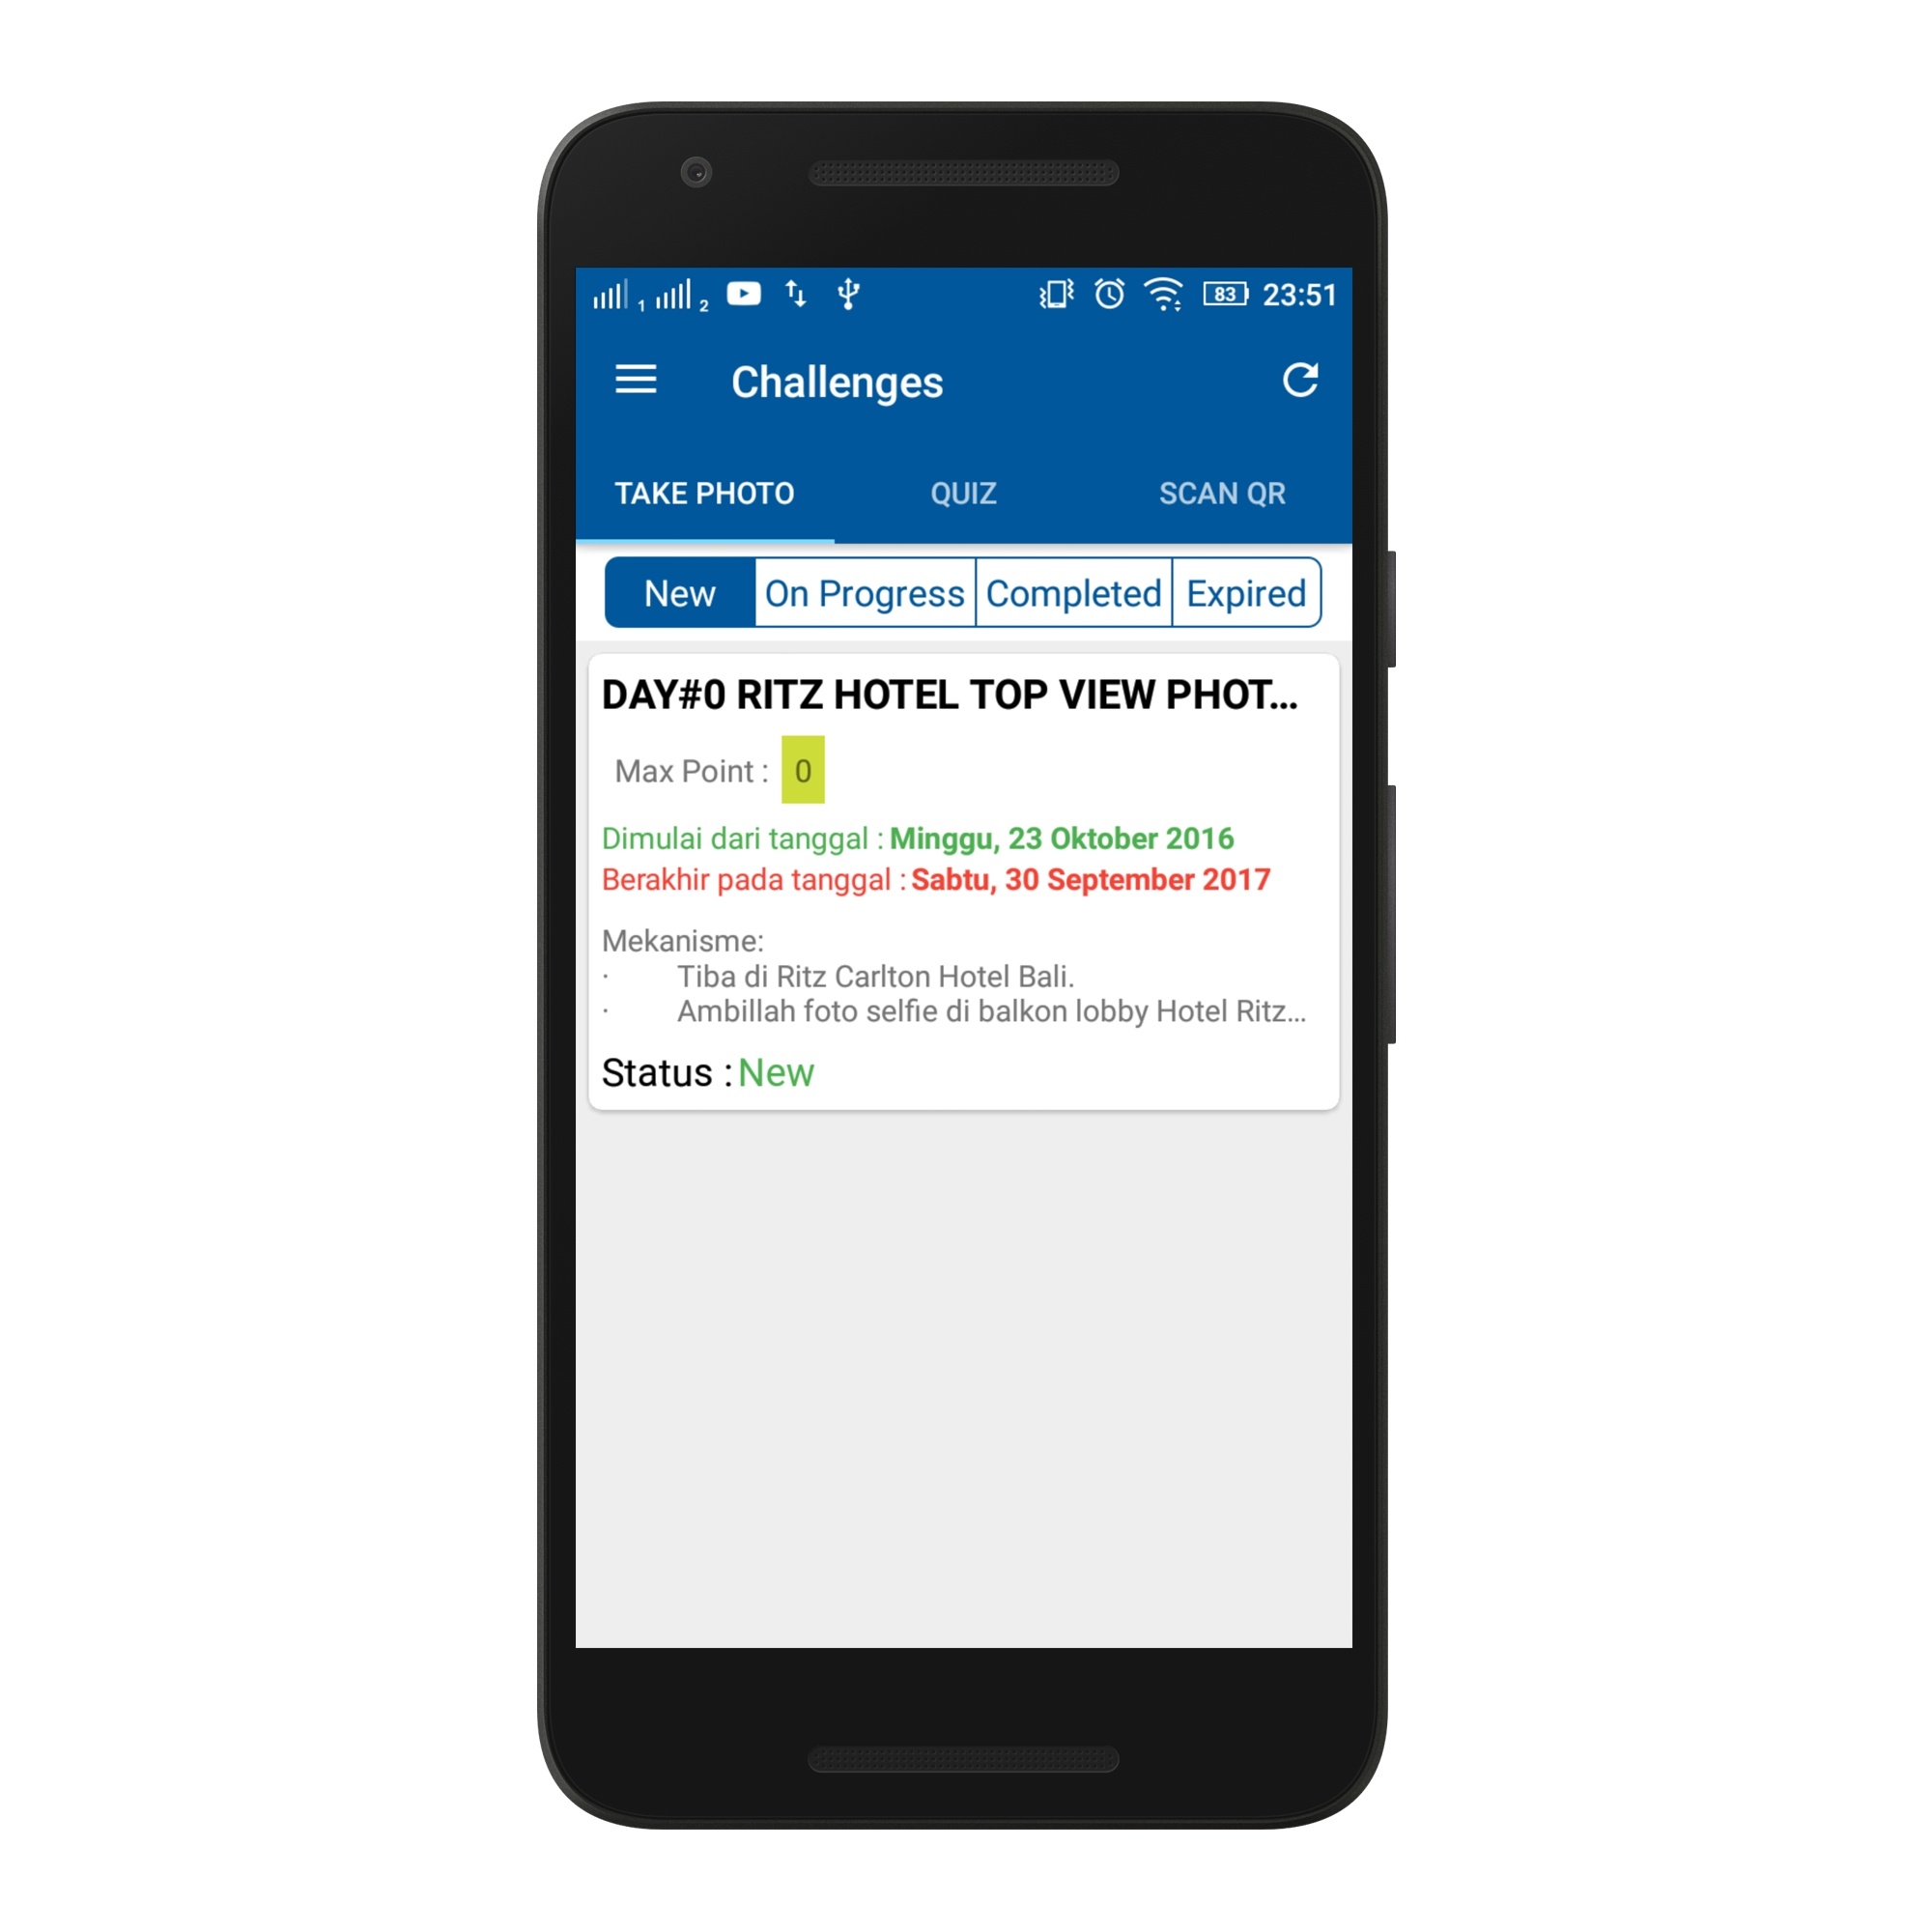 1 2 83 23:51
Challenges
TAKE PHOTO QUIZ SCAN QR
New On Progress Completed Expired
DAY#0 RITZ HOTEL TOP VIEW PHOT...
Max Point : 0
Dimulai dari tanggal : Minggu, 23 Oktober 2016
Berakhir pada tanggal : Sabtu, 30 September 2017
Mekanisme:
· Tiba di Ritz Carlton Hotel Bali.
· Ambillah foto selfie di balkon lobby Hotel Ritz...
Status : New